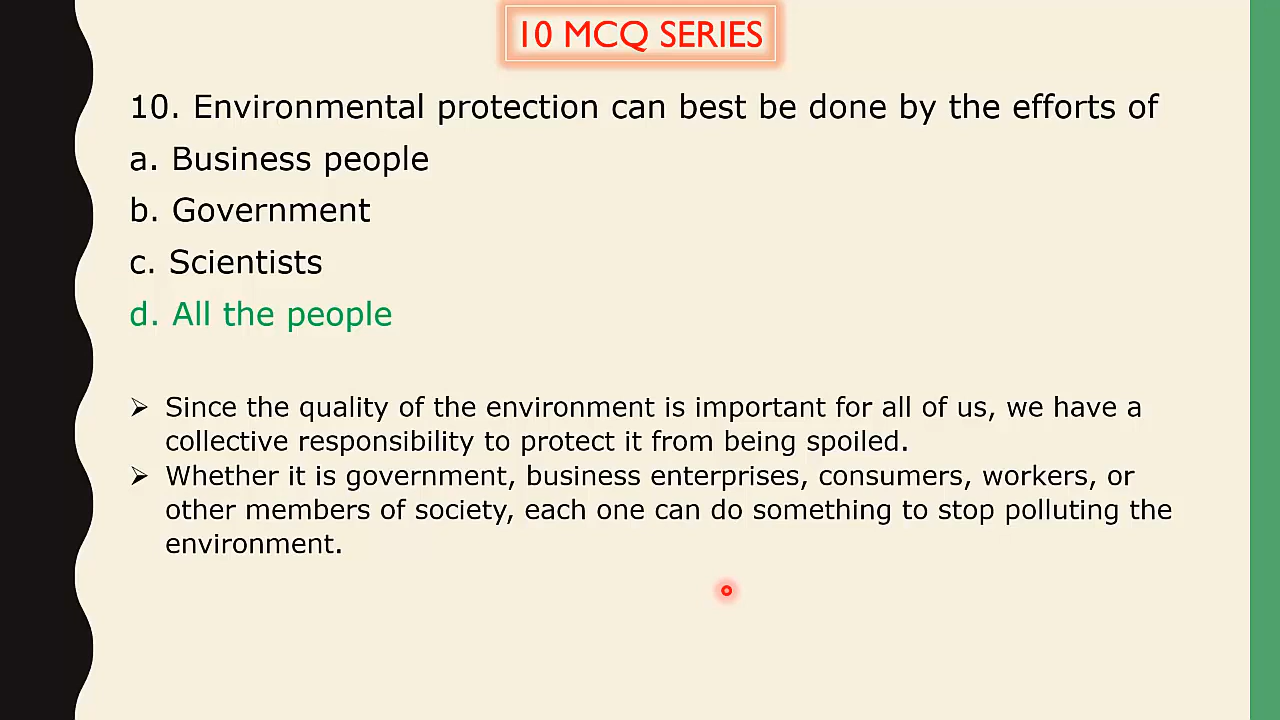 10 MCQ SERIES
10. Environmental protection can best be done by the efforts of
a. Business people
b. Government
c. Scientists
d. All the people
➢ Since the quality of the environment is important for all of us, we have a
collective responsibility to protect it from being spoiled.
➢ Whether it is government, business enterprises, consumers, workers, or
other members of society, each one can do something to stop polluting the
environment.